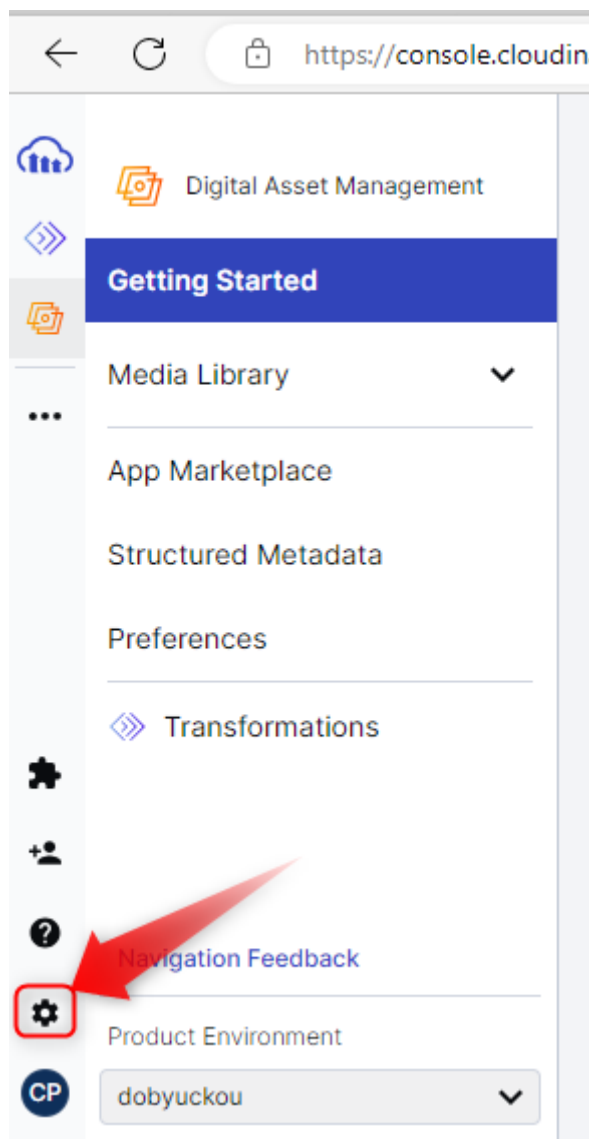 https://console.cloudin
Digital Asset Management
Getting Started
Media Library
App Marketplace
Structured Metadata
Preferences
Transformations
Navigation Feedback
Product Environment
CP
dobyuckou